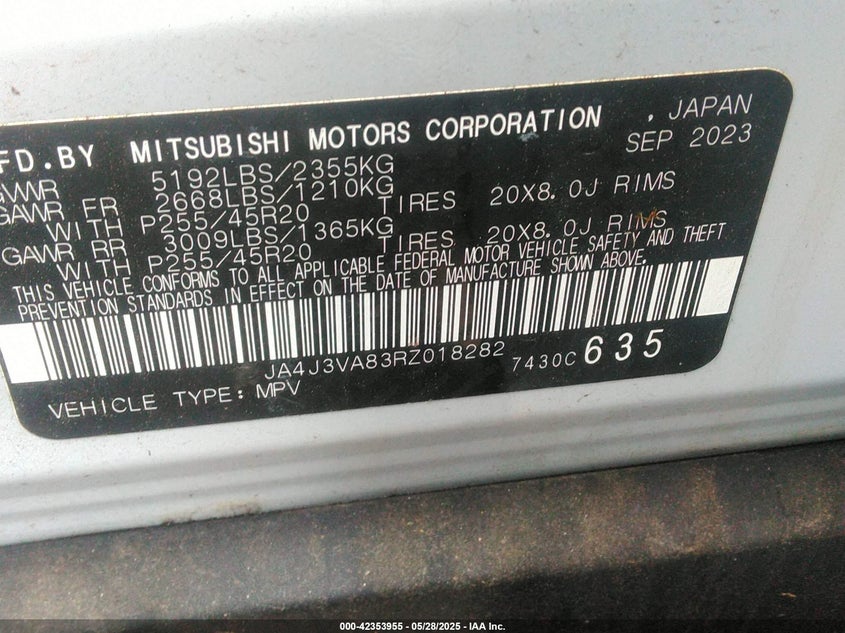 FD.BY MITSUBISHI MOTORS CORPORATION , JAPAN
SEP 2023
GVWR 5192LBS/2355KG
GAWR FR 2668LBS/1210KG TIRES 20X8.0J RIMS
WITH P255/45R20
GAWR RR 3009LBS/1365KG TIRES 20X8.0J RIMS
WITH P255/45R20
THIS VEHICLE CONFORMS TO ALL APPLICABLE FEDERAL MOTOR VEHICLE SAFETY AND THEFT
PREVENTION STANDARDS IN EFFECT ON THE DATE OF MANUFACTURE SHOWN ABOVE.
JA4J3VA83RZ018282 7430C 635
VEHICLE TYPE: MPV
000-42353955 - 05/28/2025 - IAA Inc.